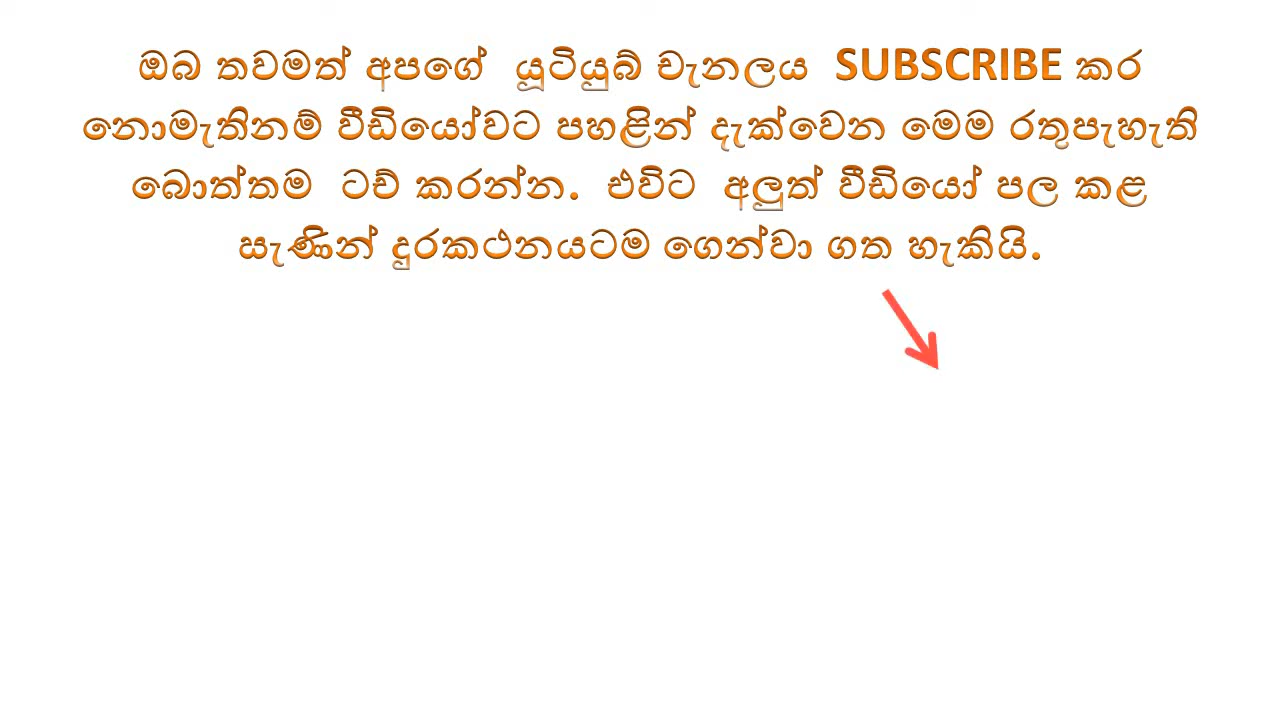 ඔබ තවමත් අපගේ යූටියුබ් චැනලය SUBSCRIBE කර
නොමැතිනම් වීඩියෝවට පහළින් දැක්වෙන මෙම රතුපැහැති
බොත්තම ටච් කරන්න. එවිට අලුත් වීඩියෝ පල කළ
සැණින් දුරකථනයටම ගෙන්වා ගත හැකියි.